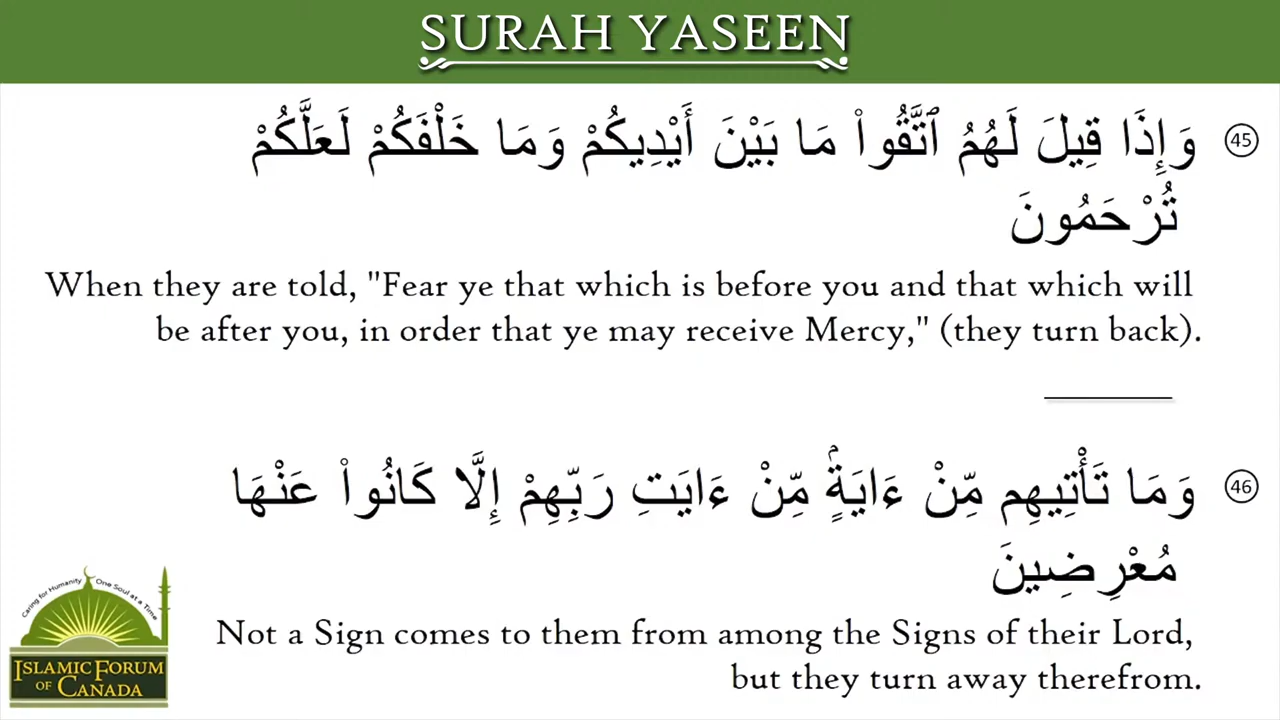 SURAH YASEEN
وَإِذَا قِيلَ لَهُمُ ٱتَّقُوا۟ مَا بَيْنَ أَيْدِيكُمْ وَمَا خَلْفَكُمْ لَعَلَّكُمْ 45
تُرْحَمُونَ
When they are told, "Fear ye that which is before you and that which will
be after you, in order that ye may receive Mercy," (they turn back).
وَمَا تَأْتِيهِم مِّنْ ءَايَةٍۢ مِّنْ ءَايَتِ رَبِّهِمْ إِلَّا كَانُوا۟ عَنْهَا 46
مُعْرِضِينَ
Not a Sign comes to them from among the Signs of their Lord,
but they turn away therefrom.
Caring for Humanity One Soul at a Time
ISLAMIC FORUM
OF CANADA